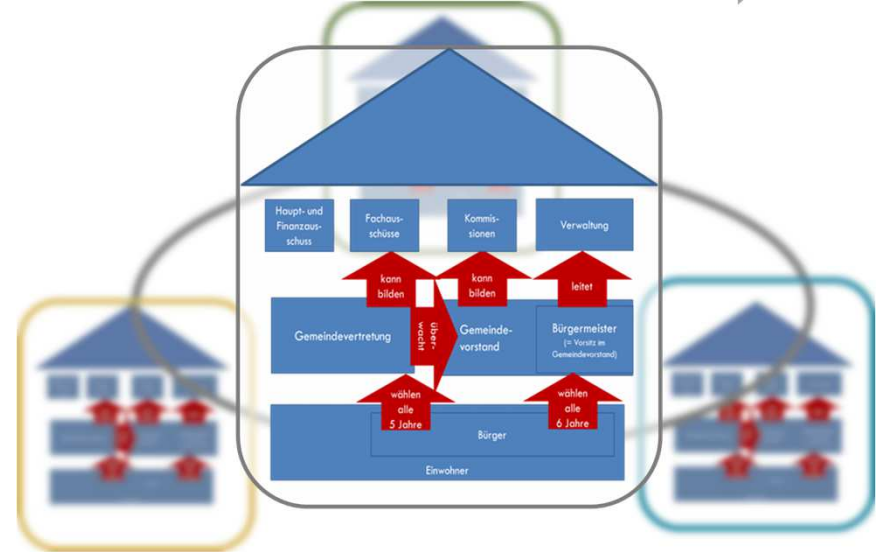 Haupt- und
Finanzaus-
schuss
Fachaus-
schüsse
Kommis-
sionen
Verwaltung
kann
bilden
kann
bilden
leitet
Gemeindevertretung
über-
wacht
Gemeinde-
vorstand
Bürgermeister
(= Vorsitz im
Gemeindevorstand)
wählen
alle
5 Jahre
wählen
alle
6 Jahre
Bürger
Einwohner